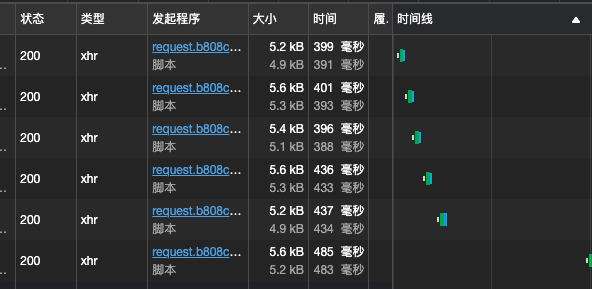 状态 类型 发起程序 大小 时间 履. 时间线
200 xhr request.b808c… 5.2 kB 399 毫秒
脚本 4.9 kB 391 毫秒
200 xhr request.b808c… 5.6 kB 401 毫秒
脚本 5.3 kB 393 毫秒
200 xhr request.b808c… 5.4 kB 396 毫秒
脚本 5.1 kB 388 毫秒
200 xhr request.b808c… 5.6 kB 436 毫秒
脚本 5.3 kB 433 毫秒
200 xhr request.b808c… 5.2 kB 437 毫秒
脚本 4.9 kB 434 毫秒
200 xhr request.b808c… 5.6 kB 485 毫秒
脚本 5.2 kB 483 毫秒